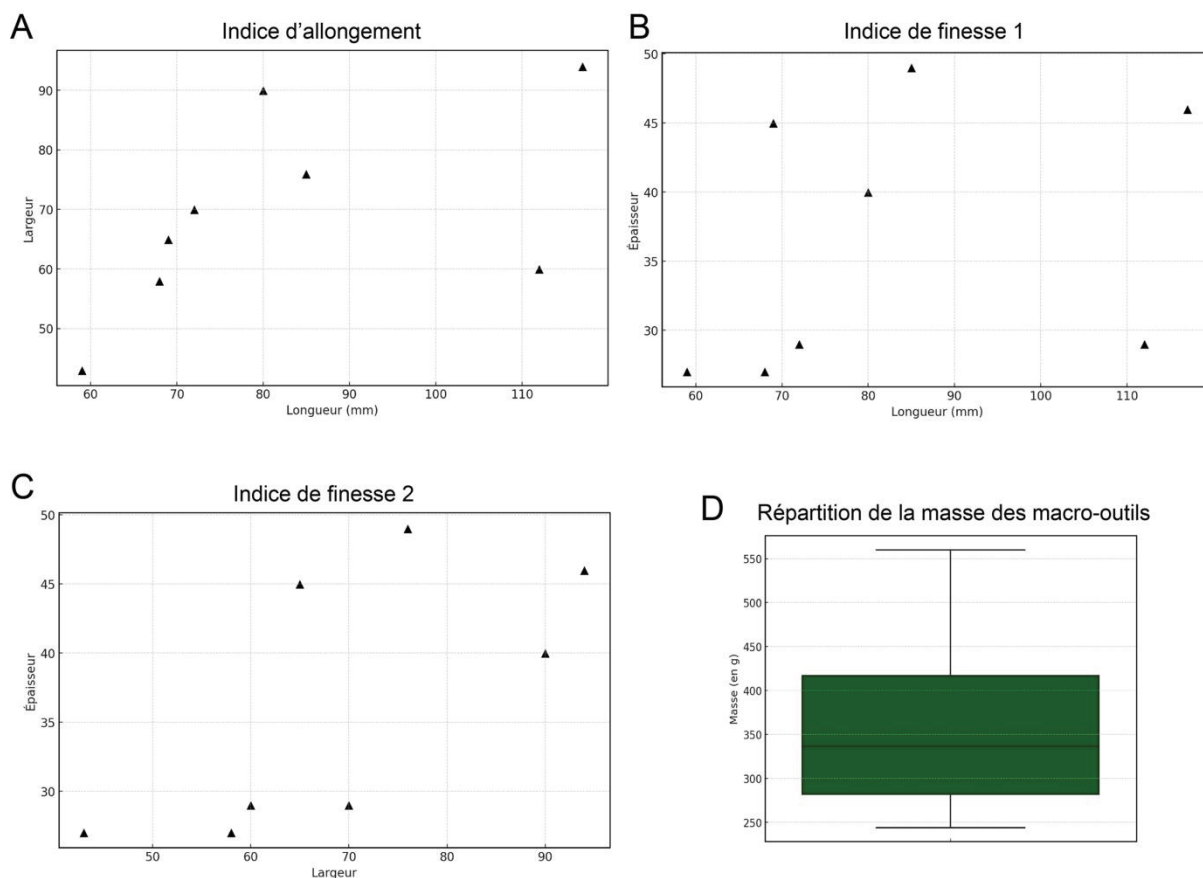 A
Indice d’allongement
90
80
70
60
50
Largeur
60
70
80
90
100
110
Longueur (mm)
B
Indice de finesse 1
50
45
40
35
30
Épaisseur
60
70
80
90
100
110
Longueur (mm)
C
Indice de finesse 2
50
45
40
35
30
Épaisseur
50
60
70
80
90
Largeur
D
Répartition de la masse des macro-outils
550
500
450
400
350
300
250
Masse (en g)